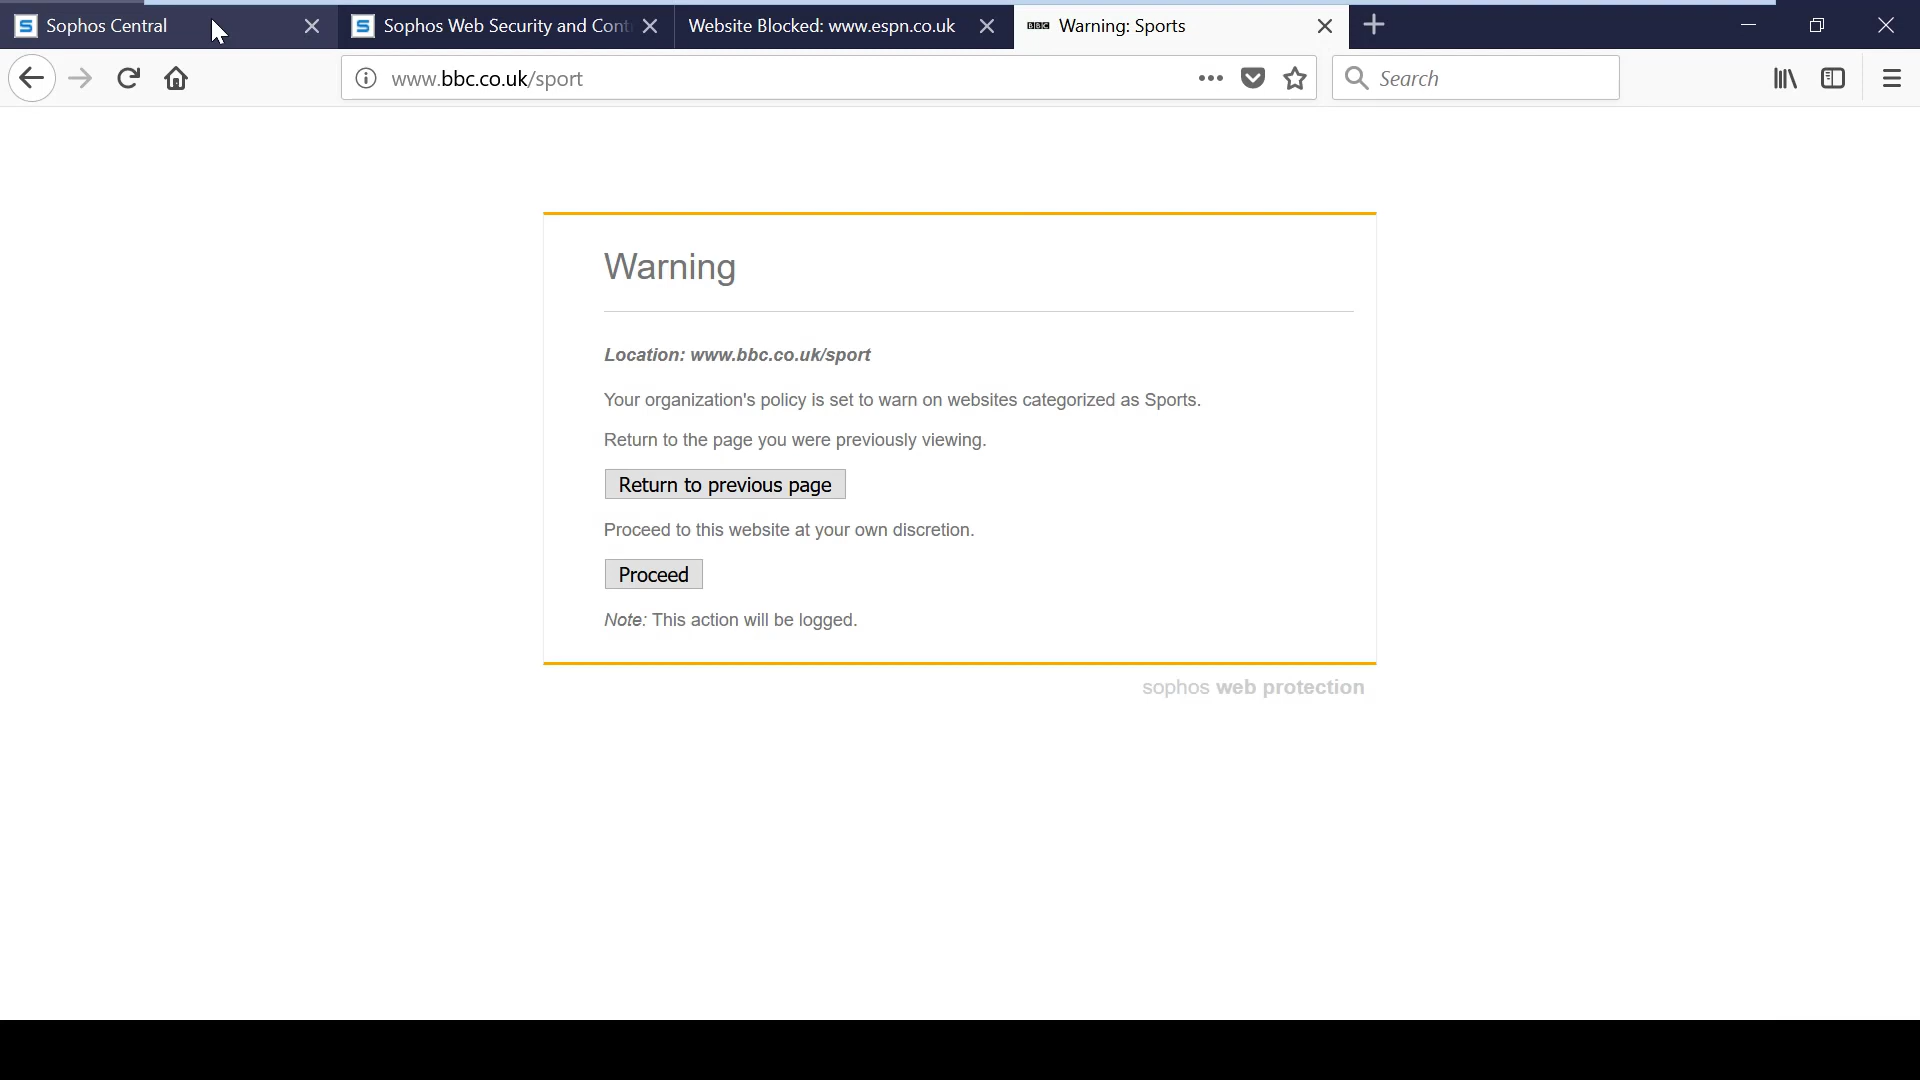 Sophos Central
Sophos Web Security and Cont
Website Blocked: www.espn.co.uk
BBC Warning: Sports
www.bbc.co.uk/sport
Search
Warning
Location: www.bbc.co.uk/sport
Your organization's policy is set to warn on websites categorized as Sports.
Return to the page you were previously viewing.
Return to previous page
Proceed to this website at your own discretion.
Proceed
Note: This action will be logged.
sophos web protection